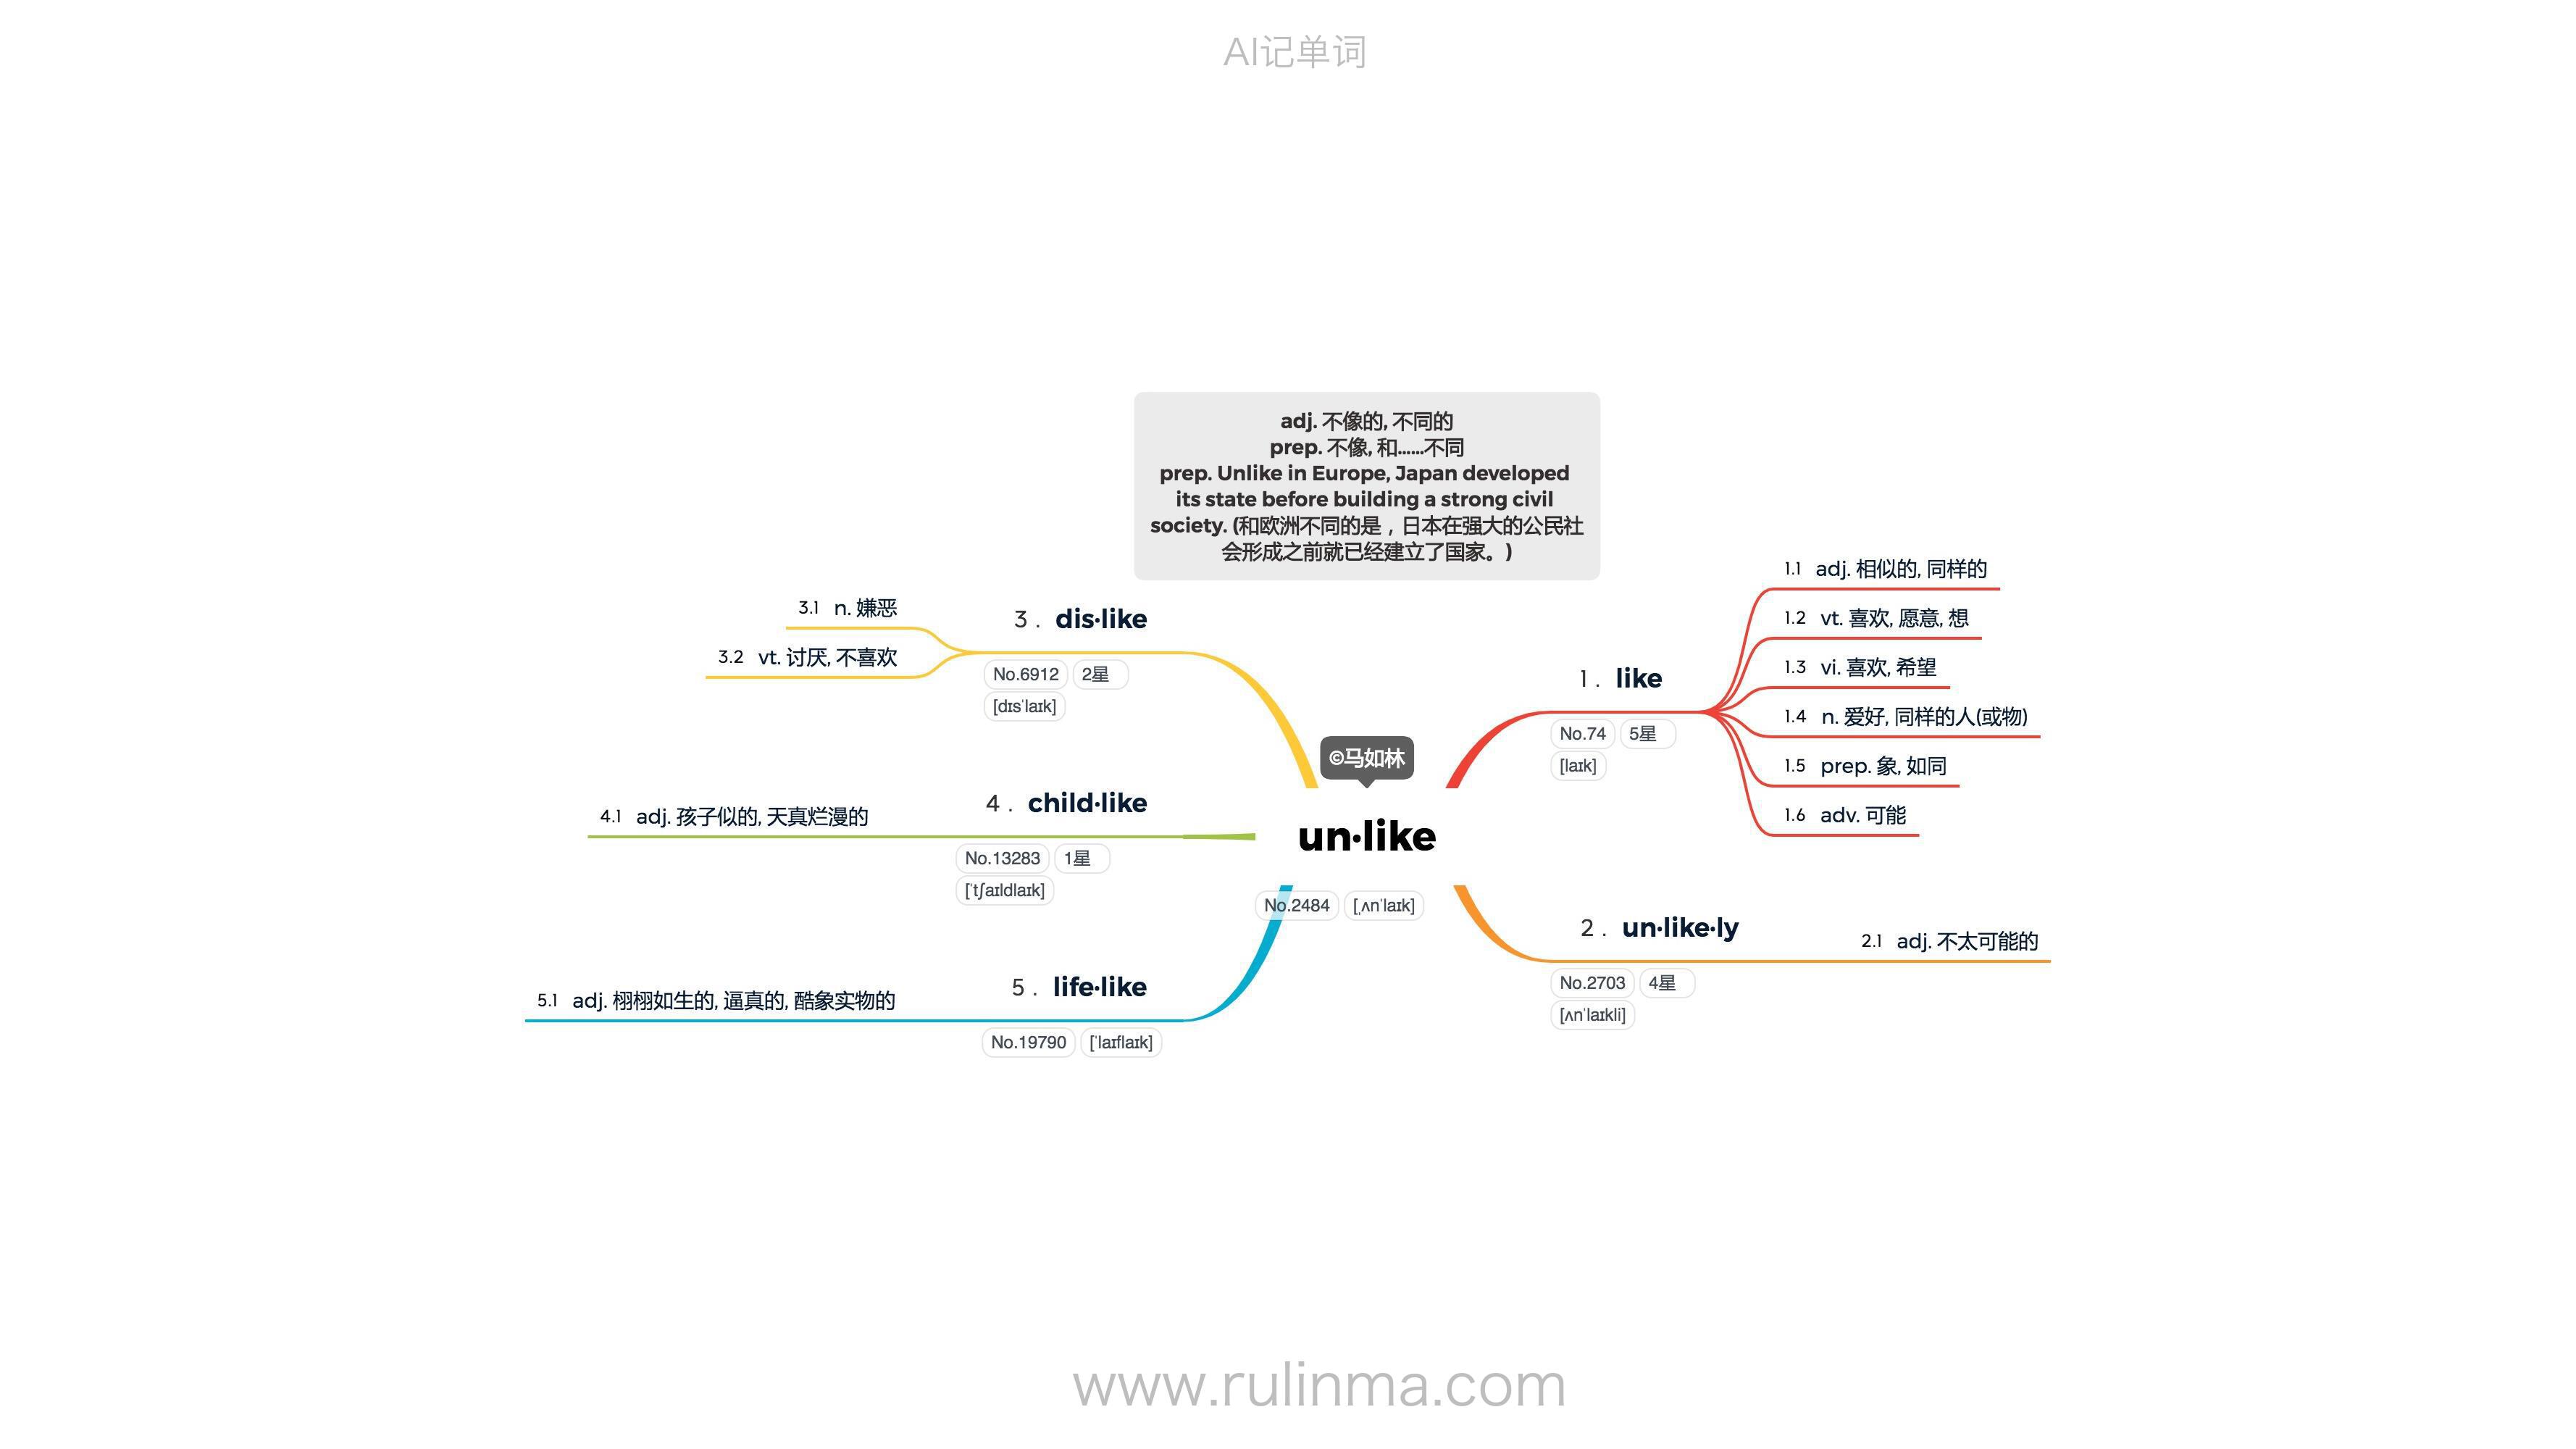 AI记单词
adj. 不像的, 不同的
prep. 不像, 和......不同
prep. Unlike in Europe, Japan developed
its state before building a strong civil
society. (和欧洲不同的是，日本在强大的公民社
会形成之前就已经建立了国家。)
©马如林
un·like
No.2484 [ˌʌnˈlaɪk]
1. like
No.74 5星
[laɪk]
1.1 adj. 相似的, 同样的
1.2 vt. 喜欢, 愿意, 想
1.3 vi. 喜欢, 希望
1.4 n. 爱好, 同样的人(或物)
1.5 prep. 象, 如同
1.6 adv. 可能
2. un·like·ly
No.2703 4星
[ʌnˈlaɪkli]
2.1 adj. 不太可能的
3. dis·like
No.6912 2星
[dɪsˈlaɪk]
3.1 n. 嫌恶
3.2 vt. 讨厌, 不喜欢
4. child·like
No.13283 1星
[ˈtʃaɪldlaɪk]
4.1 adj. 孩子似的, 天真烂漫的
5. life·like
No.19790 [ˈlaɪflaɪk]
5.1 adj. 栩栩如生的, 逼真的, 酷象实物的
www.rulinma.com